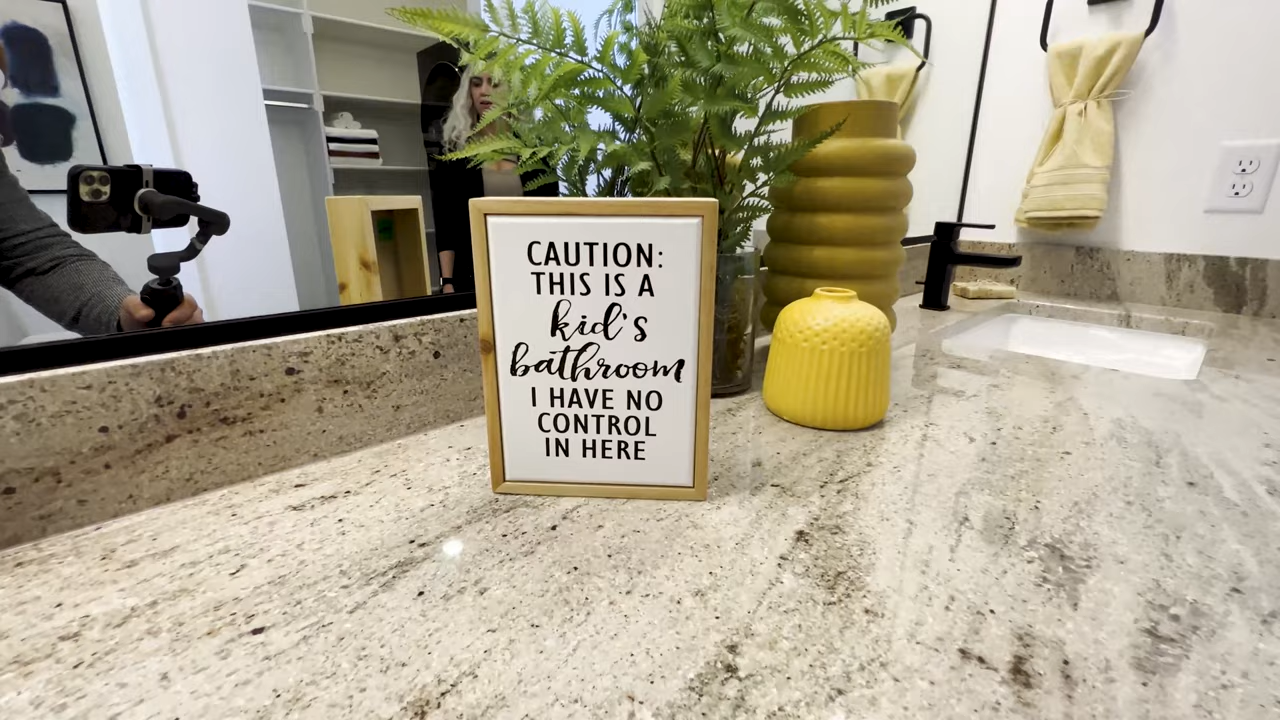 CAUTION:
THIS IS A
kid's
bathroom
I HAVE NO
CONTROL
IN HERE